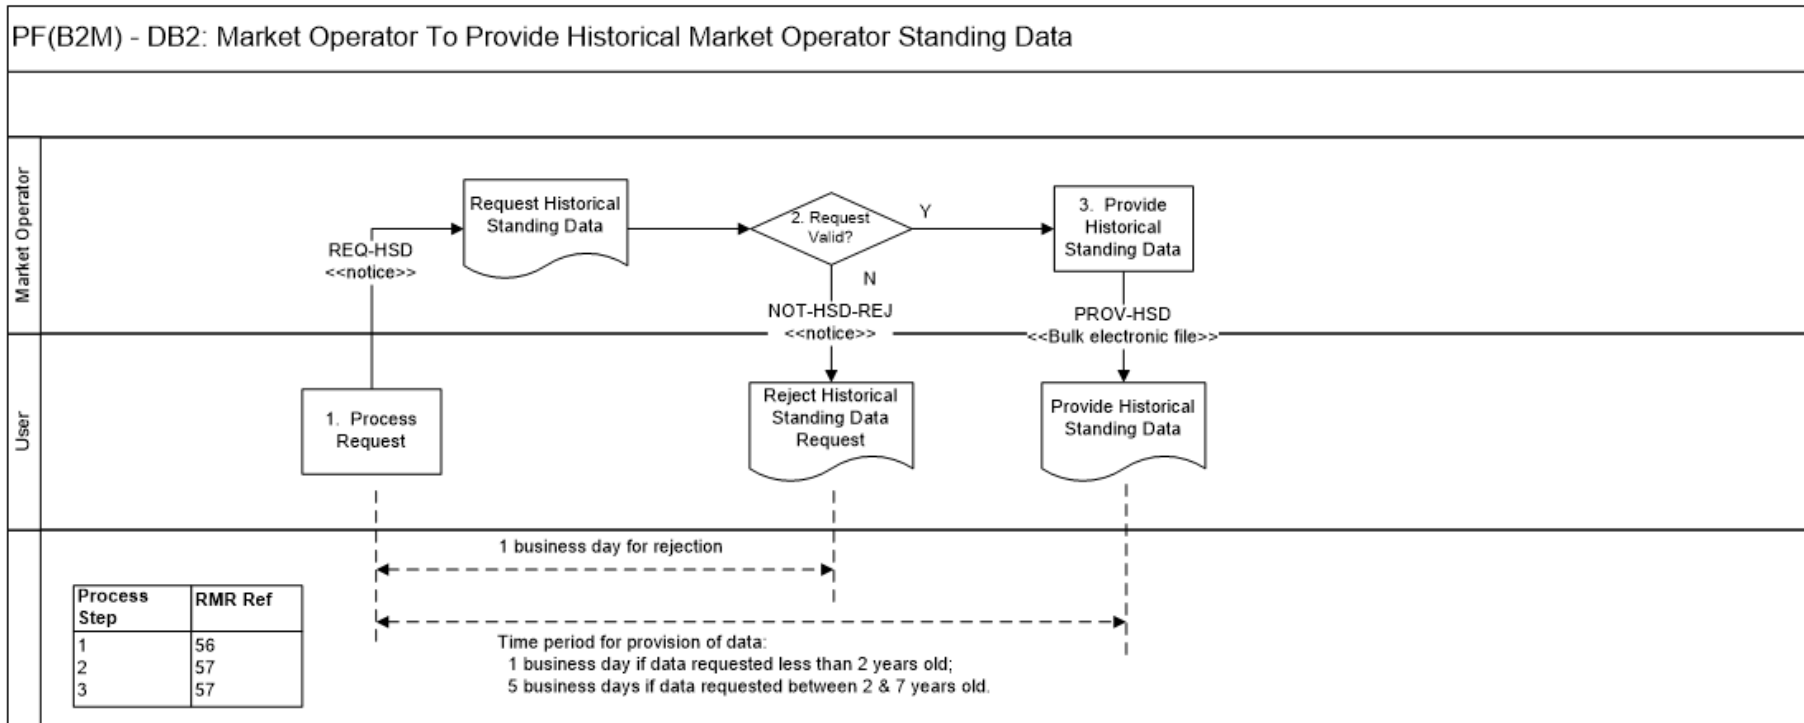 PF(B2M) - DB2: Market Operator To Provide Historical Market Operator Standing Data
Market Operator
Request Historical
Standing Data
REQ-HSD
<<notice>>
2. Request
Valid?
Y
N
3. Provide
Historical
Standing Data
NOT-HSD-REJ
<<notice>>
PROV-HSD
<<Bulk electronic file>>
User
1. Process
Request
Reject Historical
Standing Data
Request
Provide Historical
Standing Data
1 business day for rejection
Process
Step
RMR Ref
1 56
2 57
3 57
Time period for provision of data:
1 business day if data requested less than 2 years old;
5 business days if data requested between 2 & 7 years old.